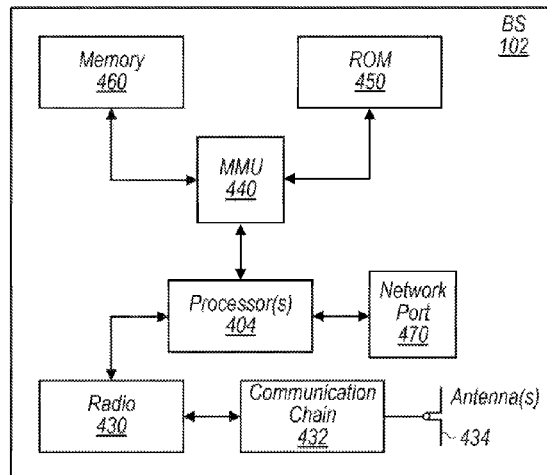 BS
102
Memory
460
ROM
450
MMU
440
Processor(s)
404
Network
Port
470
Radio
430
Communication
Chain
432
Antenna(s)
434